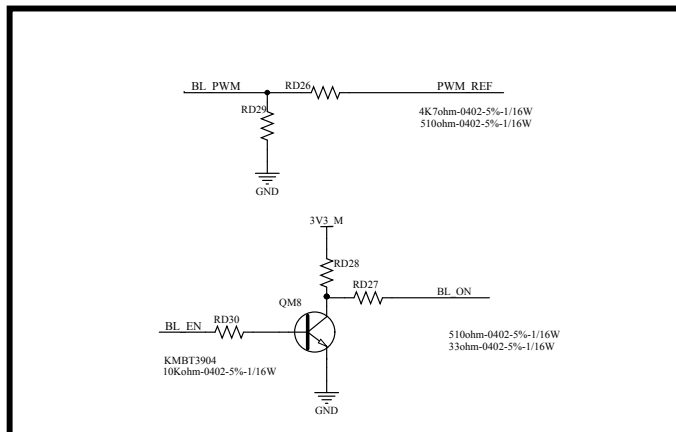 BL_PWM
RD26
PWM_REF
RD29
4K7ohm-0402-5%-1/16W
510ohm-0402-5%-1/16W
GND
3V3_M
RD28
RD27
BL_ON
QM8
RD30
BL_EN
510ohm-0402-5%-1/16W
33ohm-0402-5%-1/16W
KMBT3904
10Kohm-0402-5%-1/16W
GND